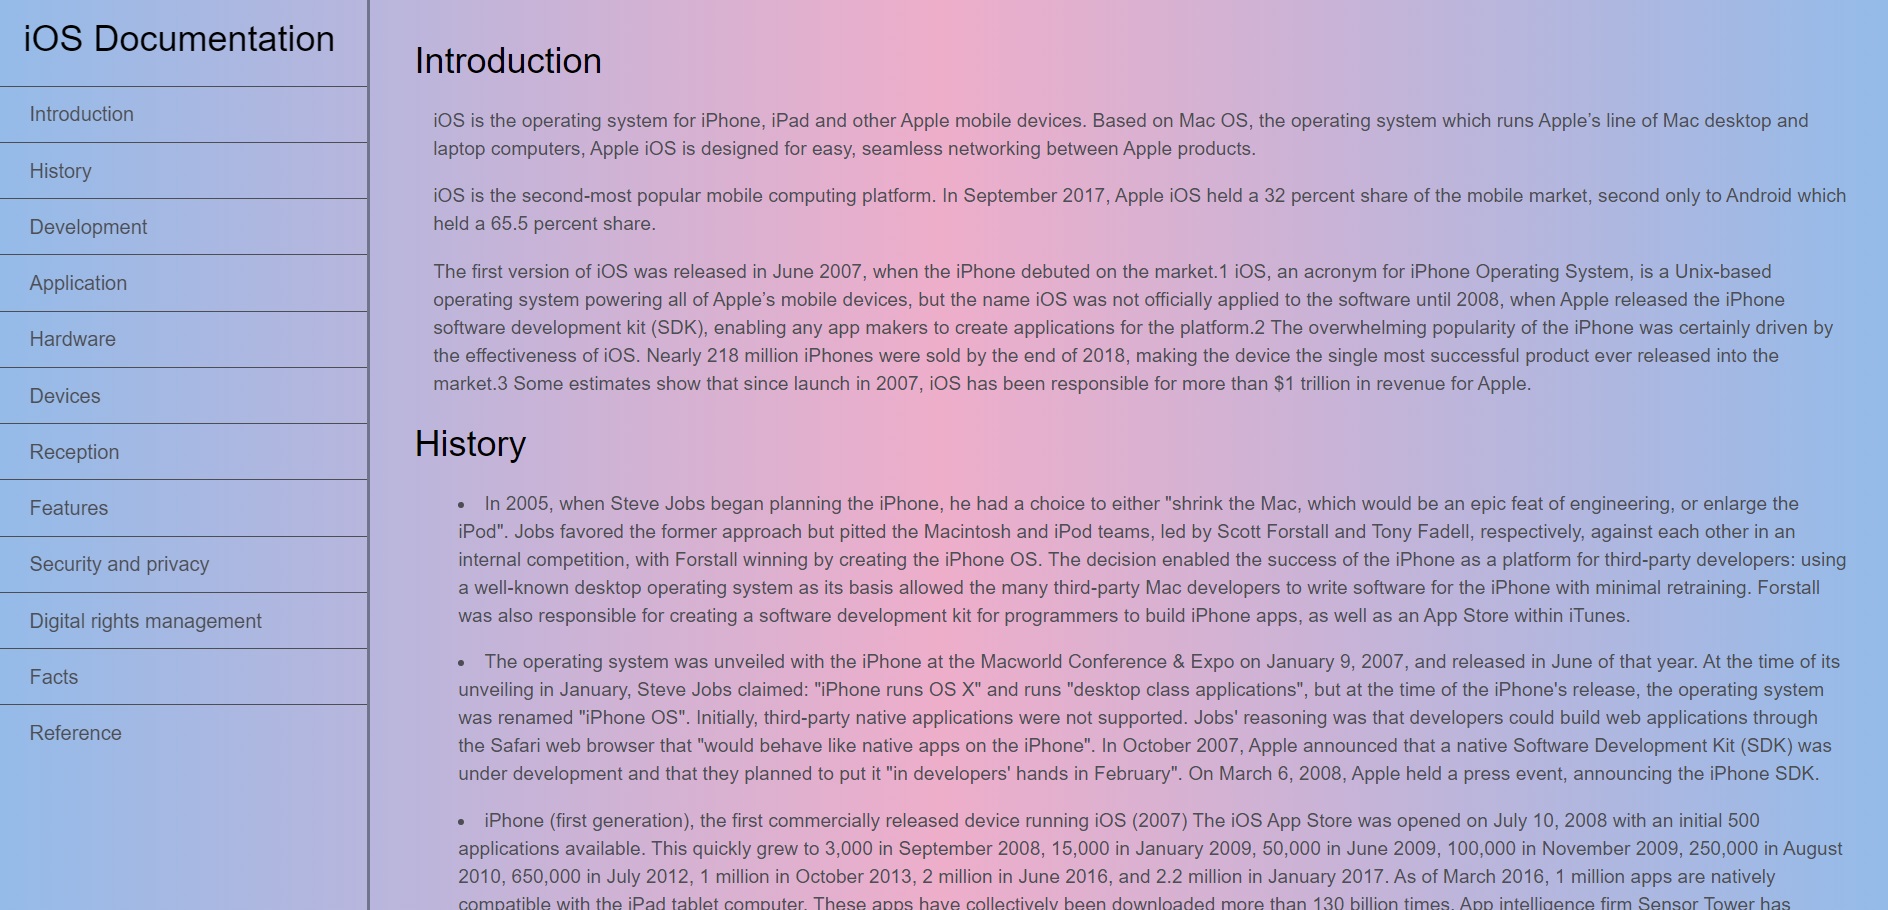 iOS Documentation
Introduction
History
Development
Application
Hardware
Devices
Reception
Features
Security and privacy
Digital rights management
Facts
Reference
Introduction
iOS is the operating system for iPhone, iPad and other Apple mobile devices. Based on Mac OS, the operating system which runs Apple’s line of Mac desktop and
laptop computers, Apple iOS is designed for easy, seamless networking between Apple products.
iOS is the second-most popular mobile computing platform. In September 2017, Apple iOS held a 32 percent share of the mobile market, second only to Android which
held a 65.5 percent share.
The first version of iOS was released in June 2007, when the iPhone debuted on the market.1 iOS, an acronym for iPhone Operating System, is a Unix-based
operating system powering all of Apple’s mobile devices, but the name iOS was not officially applied to the software until 2008, when Apple released the iPhone
software development kit (SDK), enabling any app makers to create applications for the platform.2 The overwhelming popularity of the iPhone was certainly driven by
the effectiveness of iOS. Nearly 218 million iPhones were sold by the end of 2018, making the device the single most successful product ever released into the
market.3 Some estimates show that since launch in 2007, iOS has been responsible for more than $1 trillion in revenue for Apple.
History
• In 2005, when Steve Jobs began planning the iPhone, he had a choice to either "shrink the Mac, which would be an epic feat of engineering, or enlarge the
iPod". Jobs favored the former approach but pitted the Macintosh and iPod teams, led by Scott Forstall and Tony Fadell, respectively, against each other in an
internal competition, with Forstall winning by creating the iPhone OS. The decision enabled the success of the iPhone as a platform for third-party developers: using
a well-known desktop operating system as its basis allowed the many third-party Mac developers to write software for the iPhone with minimal retraining. Forstall
was also responsible for creating a software development kit for programmers to build iPhone apps, as well as an App Store within iTunes.
• The operating system was unveiled with the iPhone at the Macworld Conference & Expo on January 9, 2007, and released in June of that year. At the time of its
unveiling in January, Steve Jobs claimed: "iPhone runs OS X" and runs "desktop class applications", but at the time of the iPhone's release, the operating system
was renamed "iPhone OS". Initially, third-party native applications were not supported. Jobs' reasoning was that developers could build web applications through
the Safari web browser that "would behave like native apps on the iPhone". In October 2007, Apple announced that a native Software Development Kit (SDK) was
under development and that they planned to put it "in developers' hands in February". On March 6, 2008, Apple held a press event, announcing the iPhone SDK.
• iPhone (first generation), the first commercially released device running iOS (2007) The iOS App Store was opened on July 10, 2008 with an initial 500
applications available. This quickly grew to 3,000 in September 2008, 15,000 in January 2009, 50,000 in June 2009, 100,000 in November 2009, 250,000 in August
2010, 650,000 in July 2012, 1 million in October 2013, 2 million in June 2016, and 2.2 million in January 2017. As of March 2016, 1 million apps are natively
compatible with the iPad tablet computer. These apps have collectively been downloaded more than 130 billion times. App intelligence firm Sensor Tower has